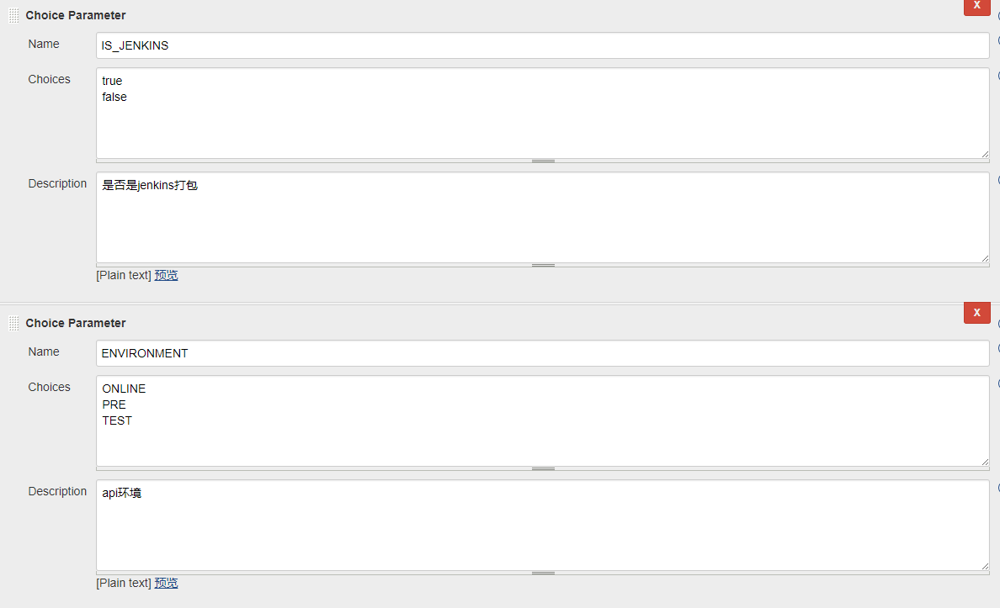 Choice Parameter
X
Name
IS_JENKINS
Choices
true
false
Description
是否是jenkins打包
[Plain text] 预览
Choice Parameter
X
Name
ENVIRONMENT
Choices
ONLINE
PRE
TEST
Description
api环境
[Plain text] 预览